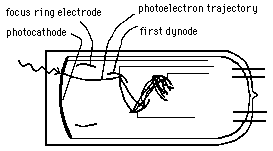 focus ring electrode
photoelectron trajectory
photocathode
first dynode